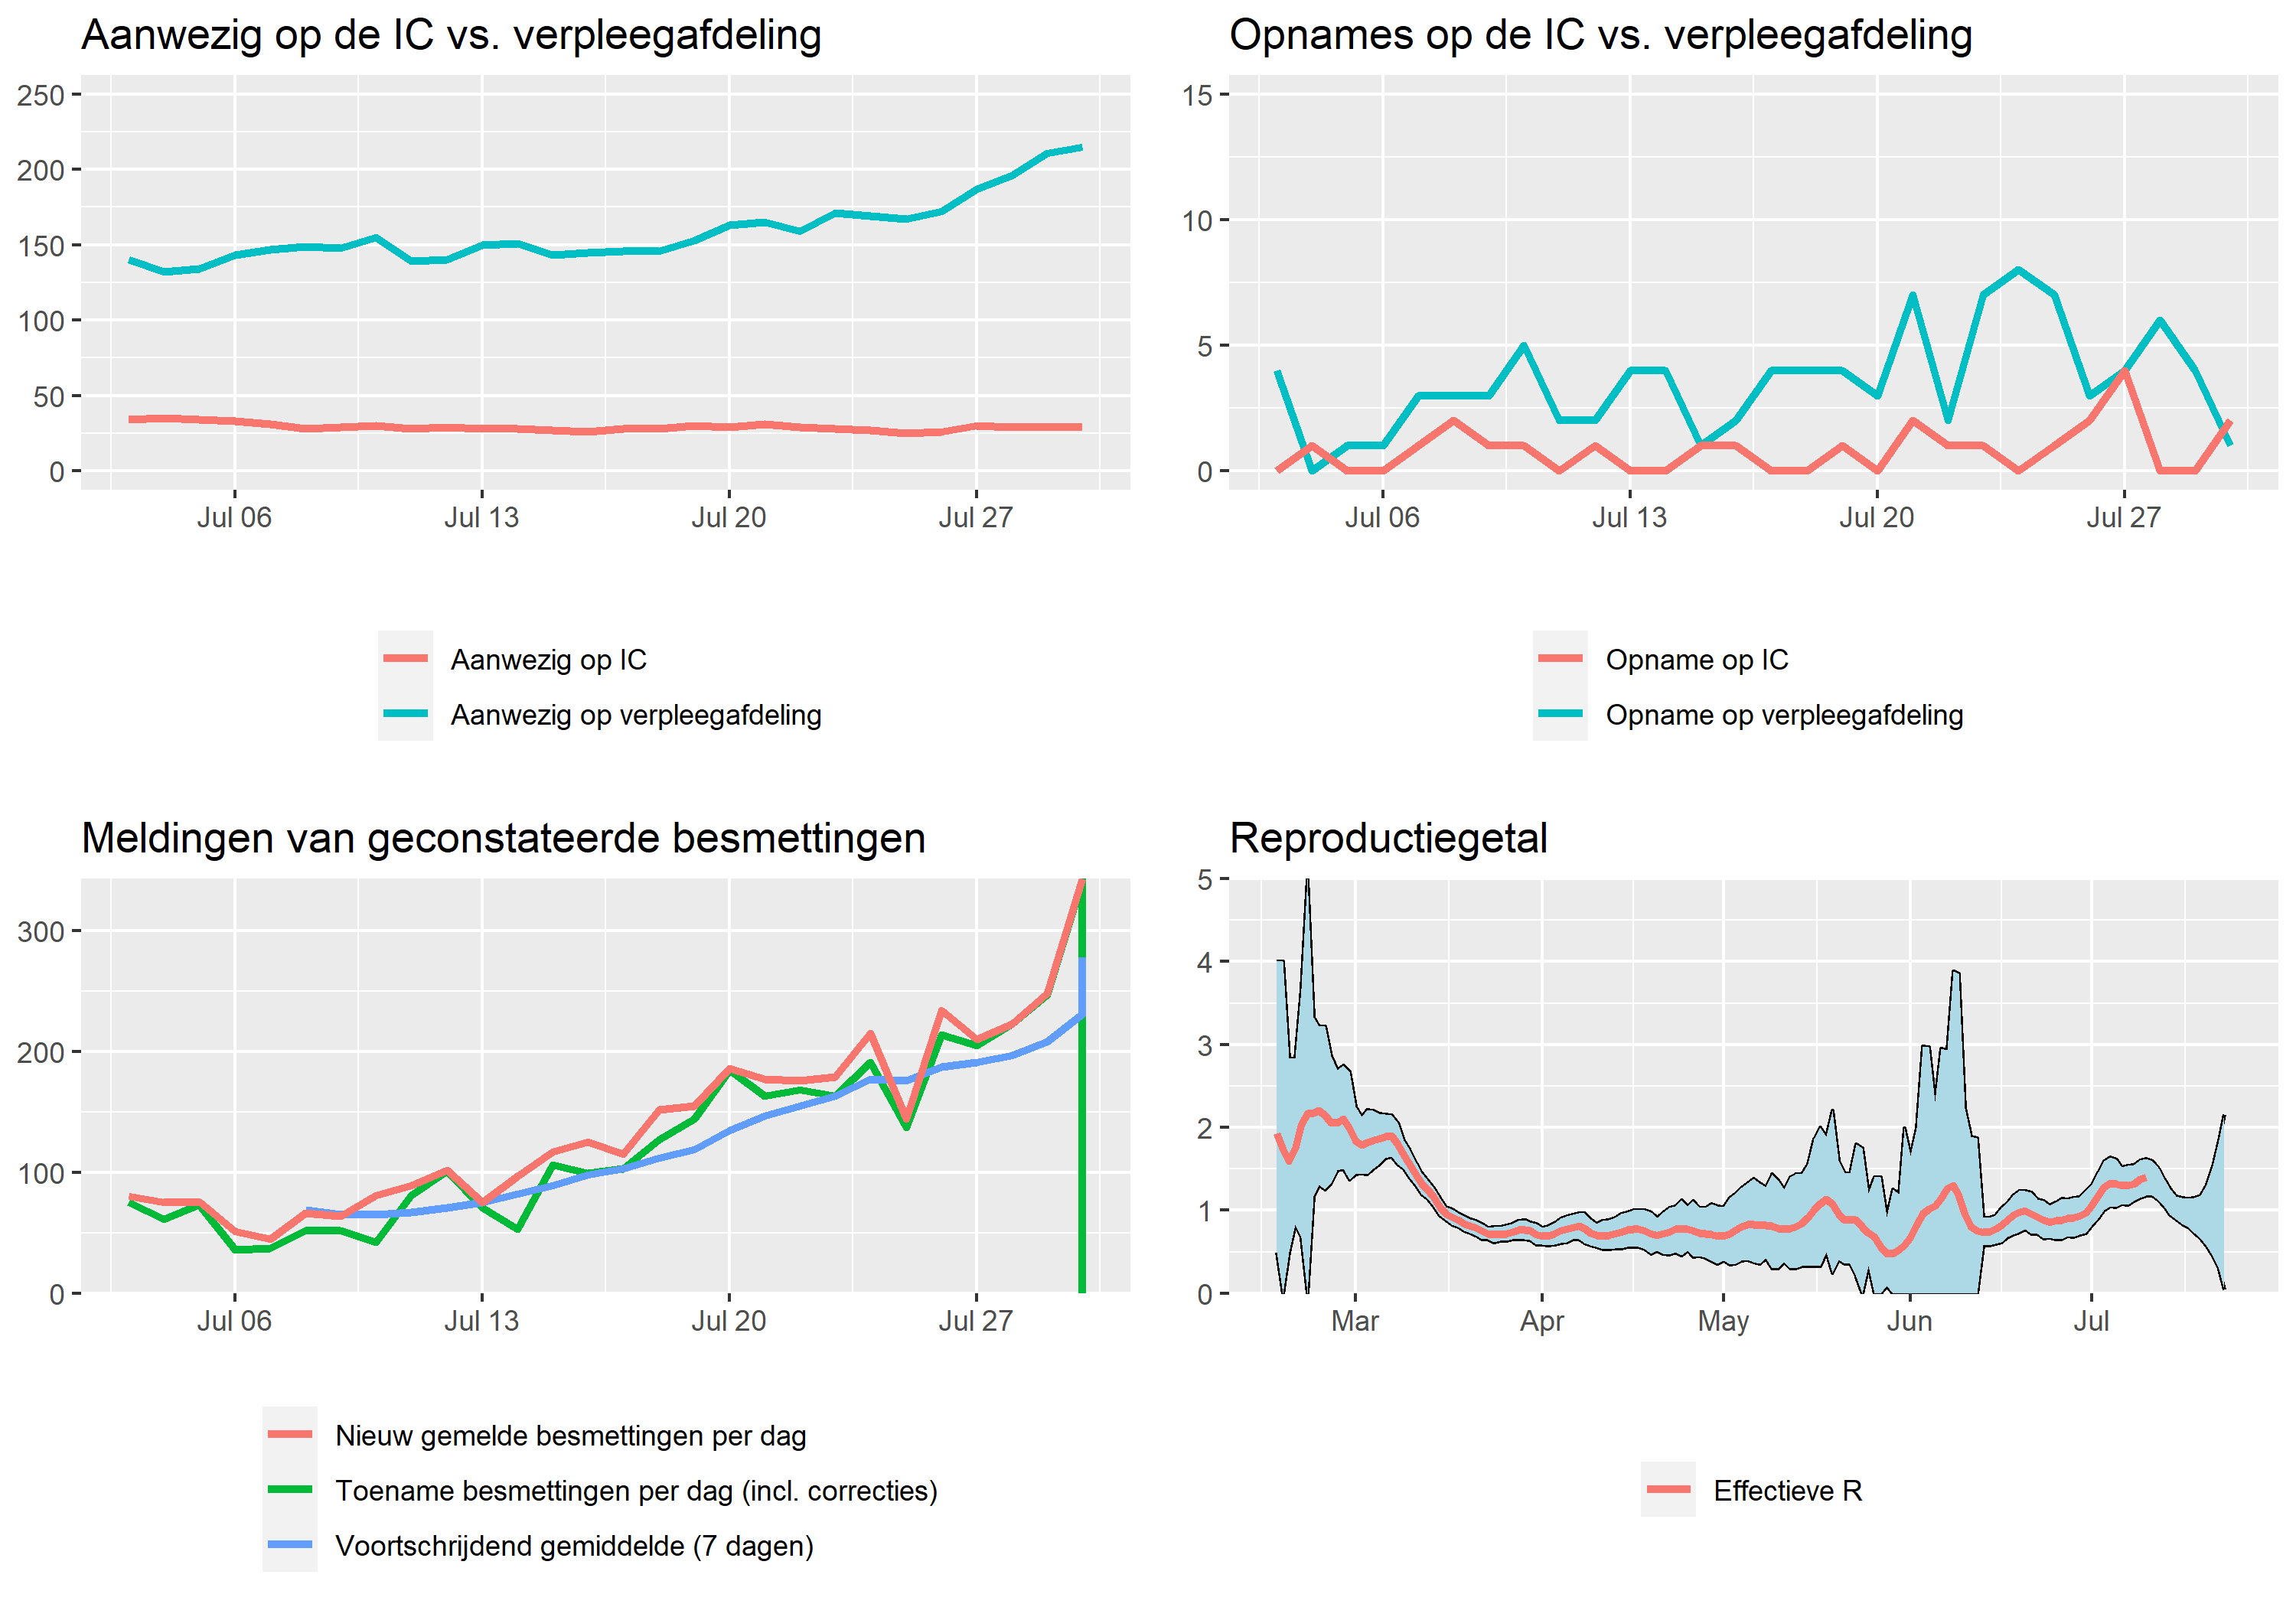 Aanwezig op de IC vs. verpleegafdeling
250
200
150
100
50
0
Jul 06 Jul 13 Jul 20 Jul 27
Aanwezig op IC
Aanwezig op verpleegafdeling
Opnames op de IC vs. verpleegafdeling
15
10
5
0
Jul 06 Jul 13 Jul 20 Jul 27
Opname op IC
Opname op verpleegafdeling
Meldingen van geconstateerde besmettingen
300
200
100
0
Jul 06 Jul 13 Jul 20 Jul 27
Nieuw gemelde besmettingen per dag
Toename besmettingen per dag (incl. correcties)
Voortschrijdend gemiddelde (7 dagen)
Reproductiegetal
5
4
3
2
1
0
Mar Apr May Jun Jul
Effectieve R